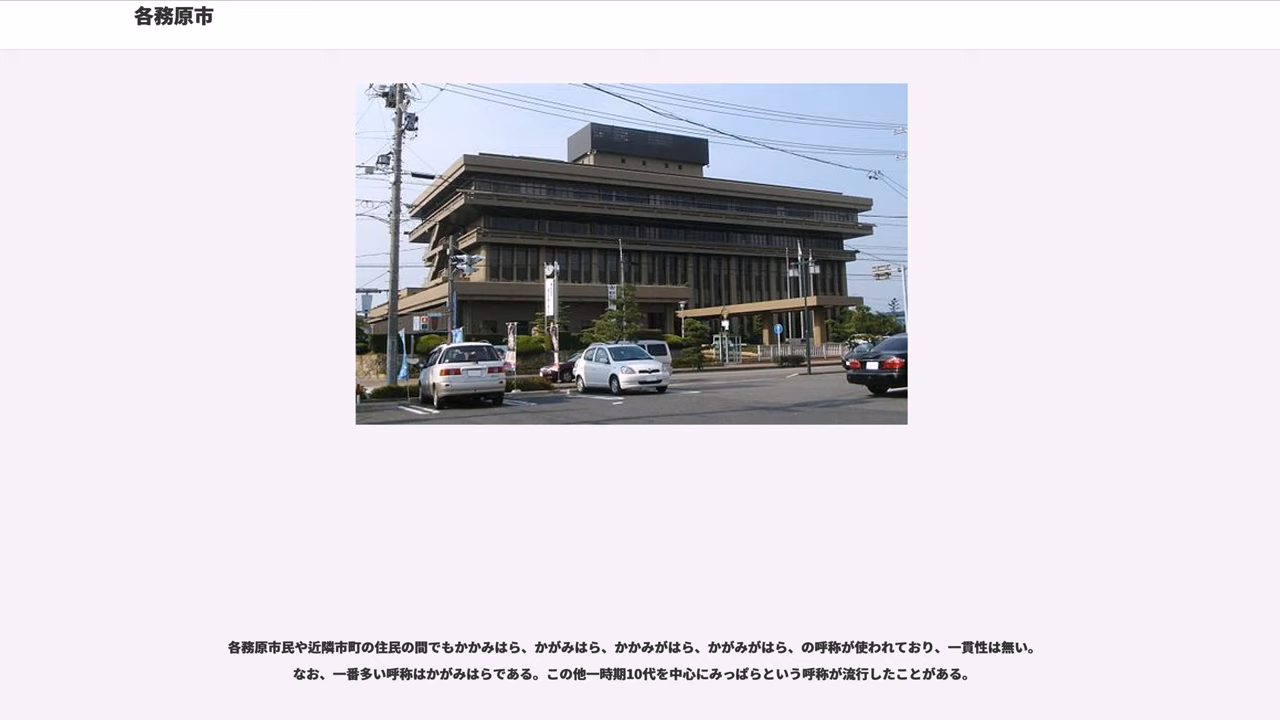 各務原市
各務原市民や近隣市町の住民の間でもかかみはら、かがみはら、かかみがはら、かがみがはら、の呼称が使われており、一貫性は無い。
なお、一番多い呼称はかがみはらである。この他一時期10代を中心にみっぱらという呼称が流行したことがある。